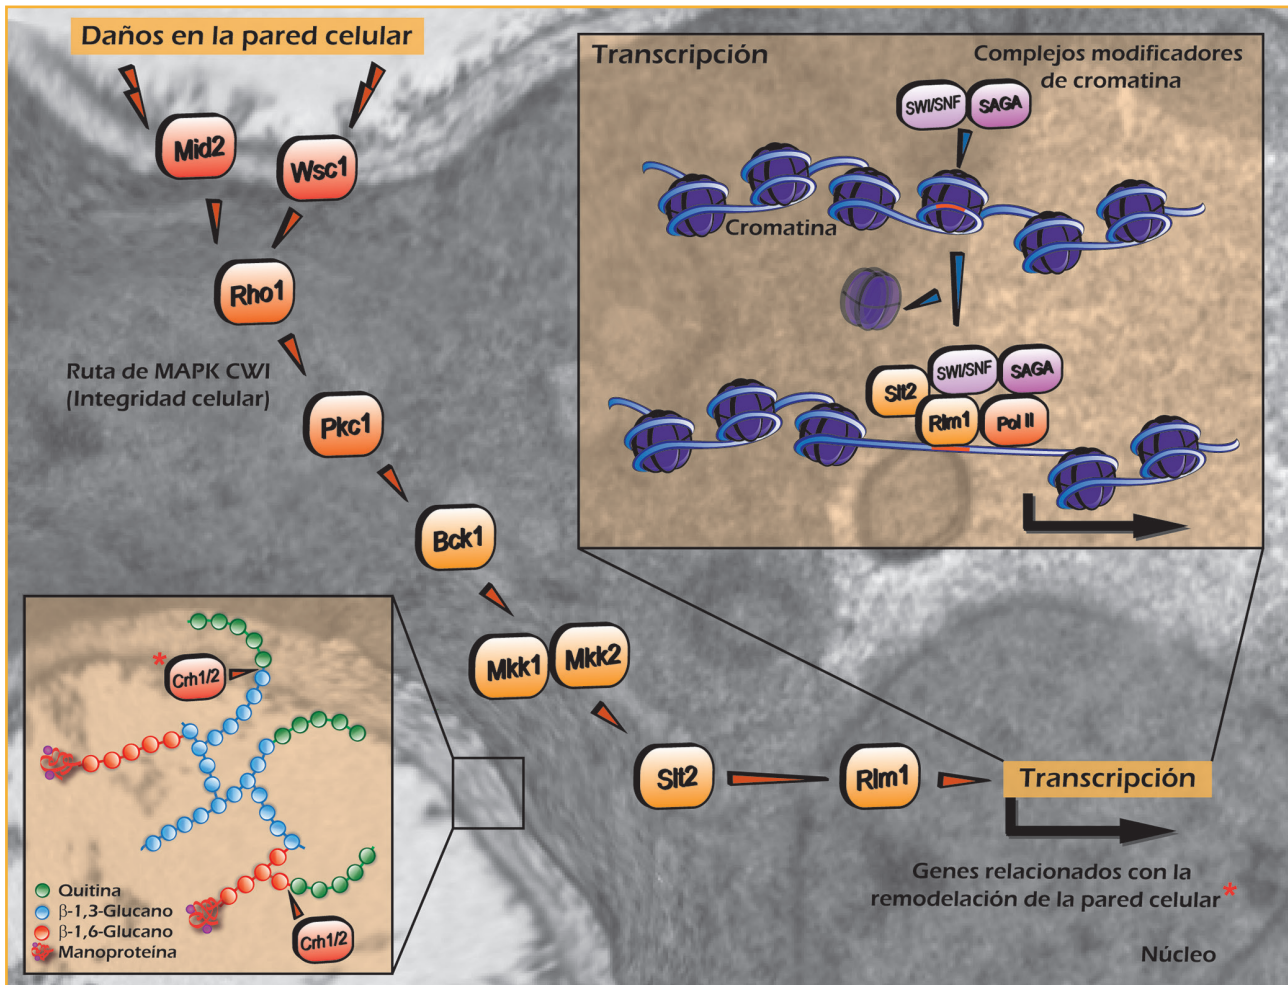 Daños en la pared celular
Mid2
Wsc1
Rho1
Ruta de MAPK CWI
(Integridad celular)
Pkc1
Bck1
Mkk1
Mkk2
Slt2
Rlm1
Transcripción
Genes relacionados con la
remodelación de la pared celular*
Núcleo
Transcripción
Complejos modificadores
de cromatina
SWI/SNF
SAGA
Cromatina
Slt2
SWI/SNF
SAGA
Rlm1
Pol II
* Crh1/2
Quitina
β-1,3-Glucano
β-1,6-Glucano
Manoproteína
Crh1/2